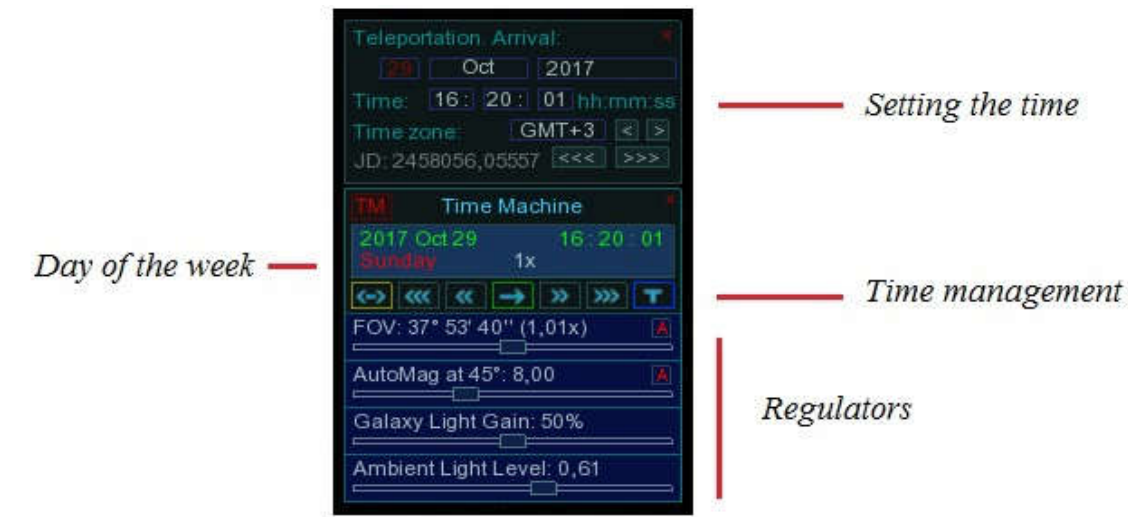 Teleportation. Arrival: ×
29 Oct 2017
Time: 16: 20: 01 hh:mm:ss
Time zone: GMT+3 < >
JD: 2458056,05557 <<< >>>
Setting the time
TM Time Machine ×
2017 Oct 29 16:20:01
Sunday 1x
Day of the week
Time management
FOV: 37° 53' 40'' (1,01x) A
AutoMag at 45°: 8,00 A
Galaxy Light Gain: 50%
Ambient Light Level: 0,61
Regulators